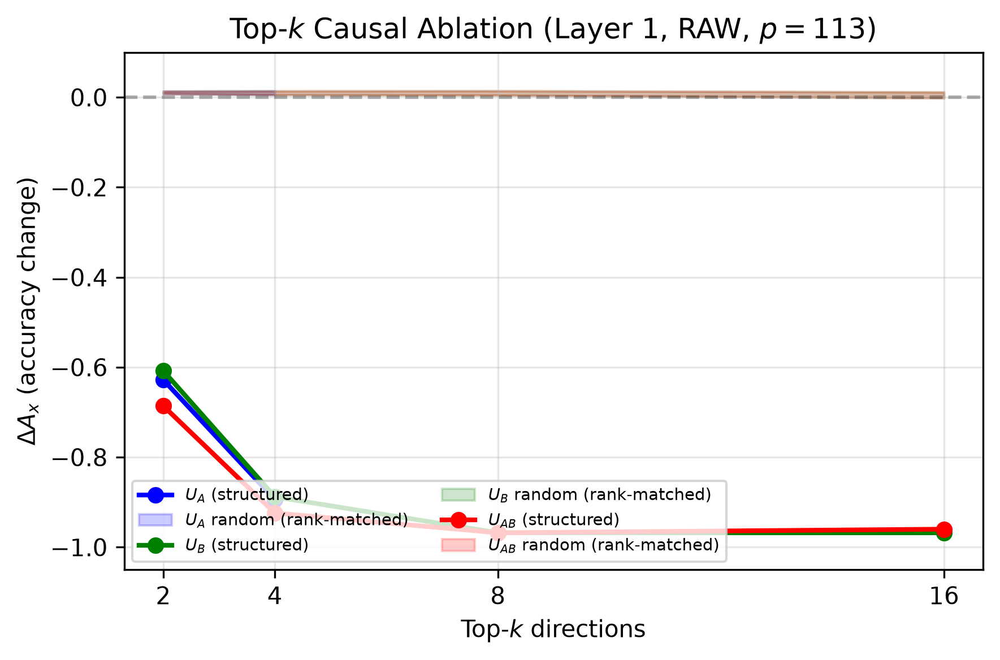 Top-k Causal Ablation (Layer 1, RAW, p = 113)
0.0
−0.2
−0.4
−0.6
−0.8
−1.0
ΔAₓ (accuracy change)
U_A (structured)
U_A random (rank-matched)
U_B (structured)
U_B random (rank-matched)
U_AB (structured)
U_AB random (rank-matched)
2 4 8 16
Top-k directions